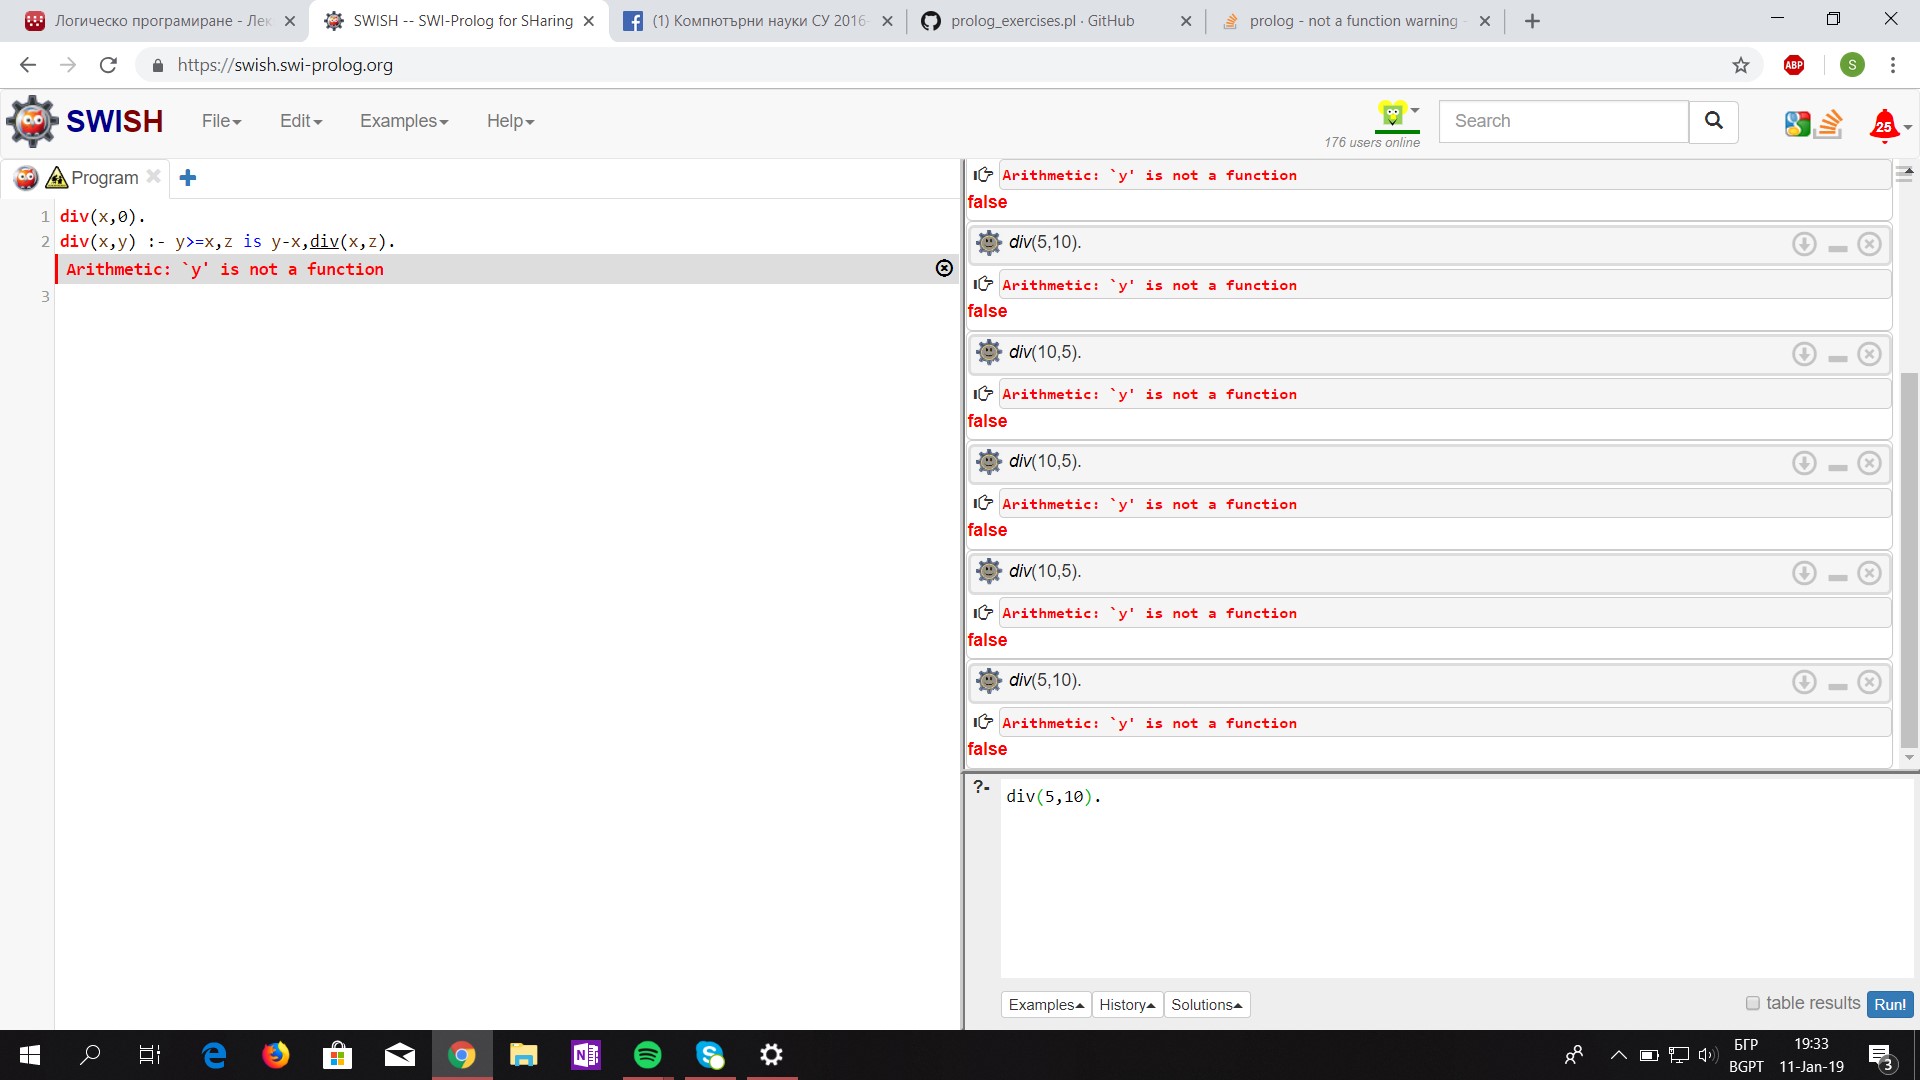 Логическо програмиране - Лек
SWISH -- SWI-Prolog for SHaring
(1) Компютърни науки СУ 2016-
prolog_exercises.pl · GitHub
prolog - not a function warning -
https://swish.swi-prolog.org
ABP
S
SWISH
File
Edit
Examples
Help
176 users online
Search
25
Program
1 div(x,0).
2 div(x,y) :- y>=x,z is y-x,div(x,z).
Arithmetic: `y' is not a function
3
Arithmetic: `y' is not a function
false
div(5,10).
Arithmetic: `y' is not a function
false
div(10,5).
Arithmetic: `y' is not a function
false
div(10,5).
Arithmetic: `y' is not a function
false
div(10,5).
Arithmetic: `y' is not a function
false
div(5,10).
Arithmetic: `y' is not a function
false
?-
div(5,10).
Examples
History
Solutions
table results
Run!
БГР
BGPT
19:33
11-Jan-19
3